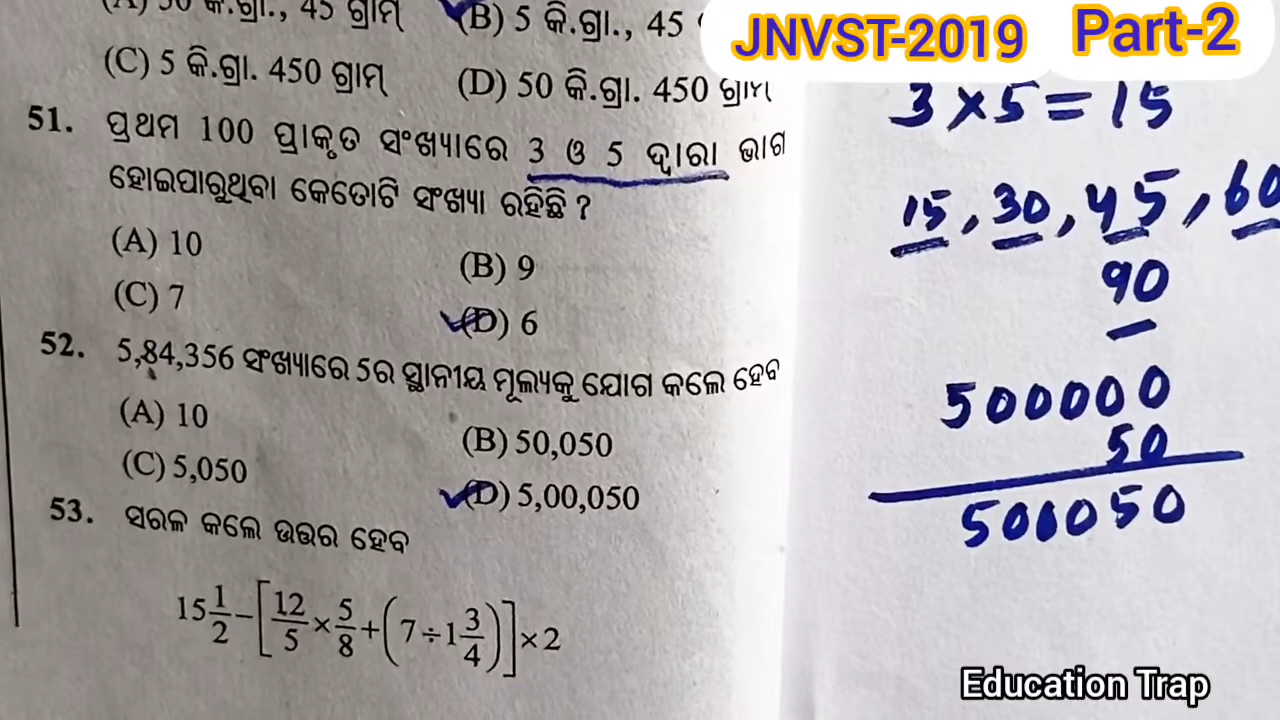 (A) 50 କି.ଗ୍ରା., 45 ଗ୍ରାମ୍ (B) 5 କି.ଗ୍ରା., 45
(C) 5 କି.ଗ୍ରା. 450 ଗ୍ରାମ୍ (D) 50 କି.ଗ୍ରା. 450 ଗ୍ରାମ୍
51. ପ୍ରଥମ 100 ପ୍ରାକୃତ ସଂଖ୍ୟାରେ 3 ଓ 5 ଦ୍ୱାରା ଭାଗ
ହୋଇପାରୁଥିବା କେତୋଟି ସଂଖ୍ୟା ରହିଛି ?
(A) 10 (B) 9
(C) 7 (D) 6
52. 5,84,356 ସଂଖ୍ୟାରେ 5ର ସ୍ଥାନୀୟ ମୂଲ୍ୟକୁ ଯୋଗ କଲେ ହେବ
(A) 10 (B) 50,050
(C) 5,050 (D) 5,00,050
53. ସରଳ କଲେ ଉତ୍ତର ହେବ
15 1/2 − [12/5 × 5/8 + (7 ÷ 1 3/4)] × 2
JNVST-2019 Part-2
3 × 5 = 15
15, 30, 45, 60
90
500000
50
500050
Education Trap